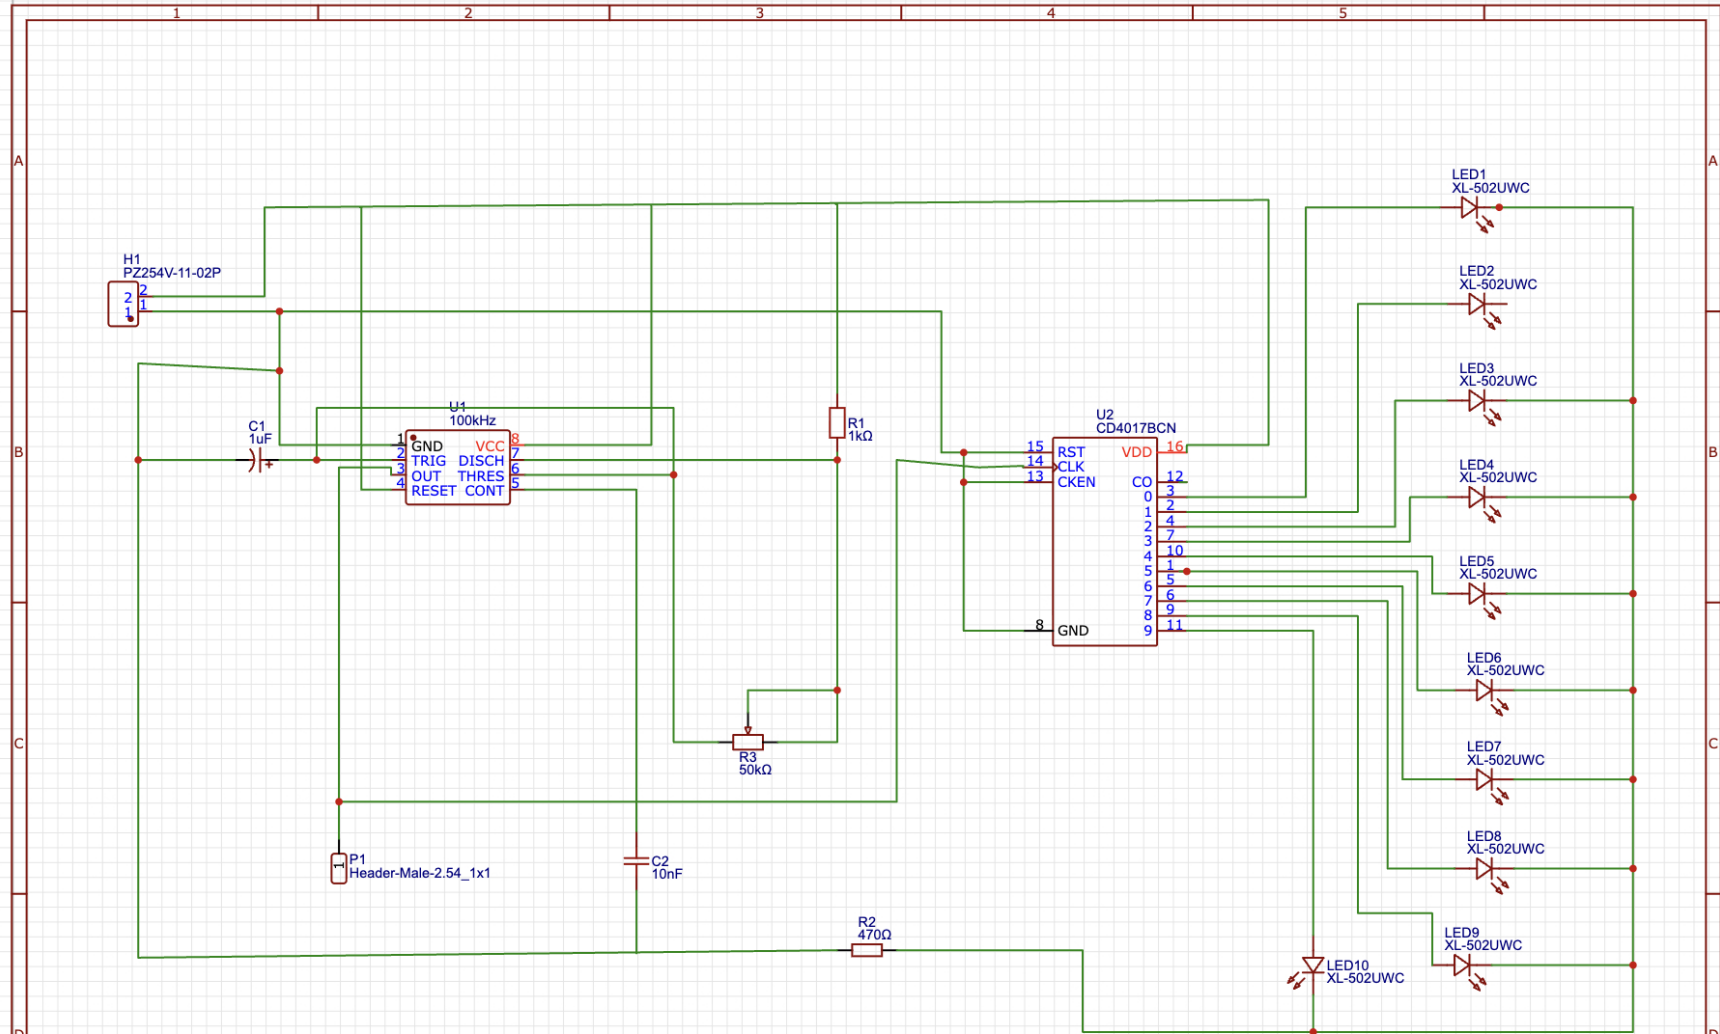 1 2 3 4 5
A A
LED1
XL-502UWC
H1
PZ254V-11-02P
2 2
1 1
LED2
XL-502UWC
LED3
XL-502UWC
B B
C1
1uF
U1
100kHz
1 GND VCC 8
2 TRIG DISCH 7
3 OUT THRES 6
4 RESET CONT 5
R1
1kΩ
U2
CD4017BCN
15 RST VDD 16
14 CLK
13 CKEN CO 12
0 3
1 2
2 4
3 7
4 10
5 1
6 5
7 6
8 9
8 GND 9 11
LED4
XL-502UWC
LED5
XL-502UWC
LED6
XL-502UWC
C C
R3
50kΩ
LED7
XL-502UWC
LED8
XL-502UWC
1 P1
Header-Male-2.54_1x1
C2
10nF
R2
470Ω
LED9
XL-502UWC
LED10
XL-502UWC
D D